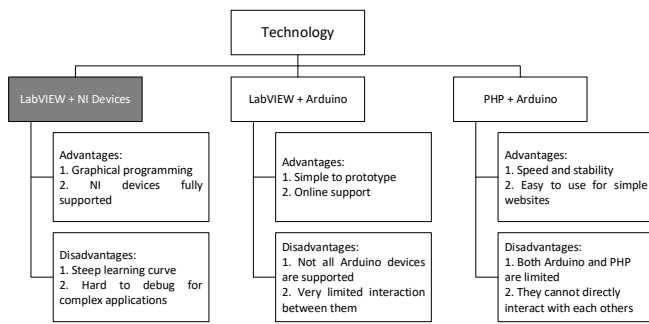 Technology
LabVIEW + NI Devices
LabVIEW + Arduino
PHP + Arduino
Advantages:
1. Graphical programming
2. NI devices fully
supported
Advantages:
1. Simple to prototype
2. Online support
Advantages:
1. Speed and stability
2. Easy to use for simple
websites
Disadvantages:
1. Steep learning curve
2. Hard to debug for
complex applications
Disadvantages:
1. Not all Arduino devices
are supported
2. Very limited interaction
between them
Disadvantages:
1. Both Arduino and PHP
are limited
2. They cannot directly
interact with each others